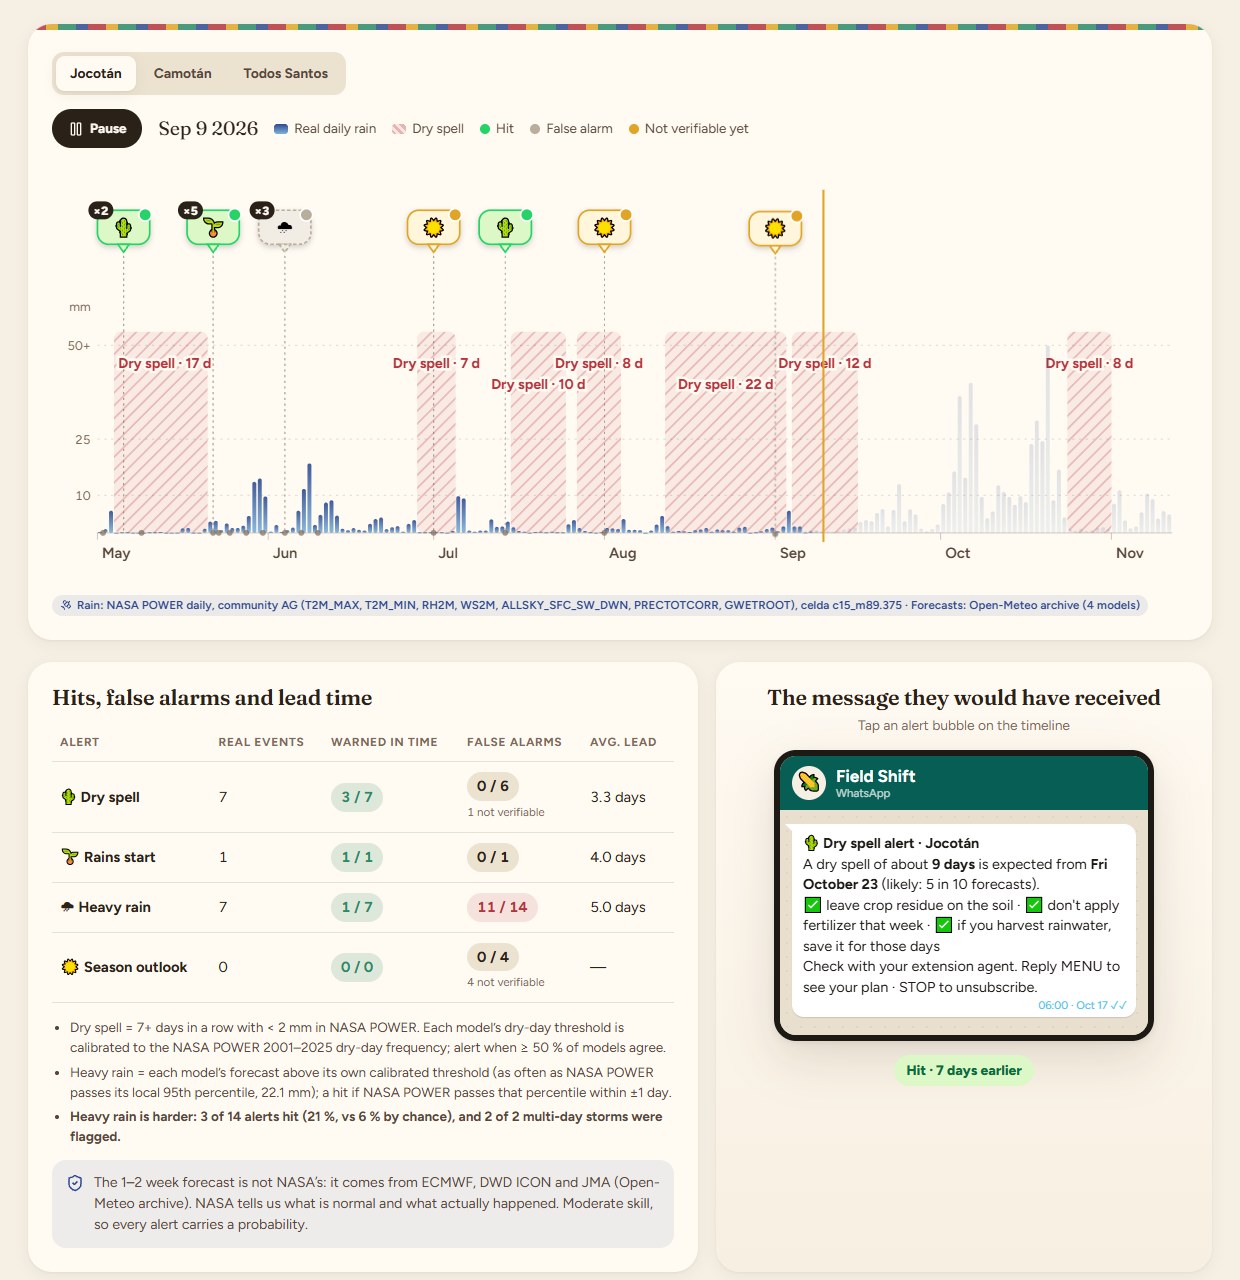 Jocotán Camotán Todos Santos
Pause Sep 9 2026 Real daily rain Dry spell Hit False alarm Not verifiable yet
×2 ×5 ×3
mm
50+
Dry spell · 17 d Dry spell · 7 d Dry spell · 8 d Dry spell · 12 d Dry spell · 8 d
Dry spell · 10 d Dry spell · 22 d
25
10
May Jun Jul Aug Sep Oct Nov
Rain: NASA POWER daily, community AG (T2M_MAX, T2M_MIN, RH2M, WS2M, ALLSKY_SFC_SW_DWN, PRECTOTCORR, GWETROOT), celda c15_m89.375 · Forecasts: Open-Meteo archive (4 models)
Hits, false alarms and lead time
ALERT REAL EVENTS WARNED IN TIME FALSE ALARMS AVG. LEAD
Dry spell 7 3 / 7 0 / 6 3.3 days
1 not verifiable
Rains start 1 1 / 1 0 / 1 4.0 days
Heavy rain 7 1 / 7 11 / 14 5.0 days
Season outlook 0 0 / 0 0 / 4 —
4 not verifiable
• Dry spell = 7+ days in a row with < 2 mm in NASA POWER. Each model's dry-day threshold is
calibrated to the NASA POWER 2001–2025 dry-day frequency; alert when ≥ 50 % of models agree.
• Heavy rain = each model's forecast above its own calibrated threshold (as often as NASA POWER
passes its local 95th percentile, 22.1 mm); a hit if NASA POWER passes that percentile within ±1 day.
• Heavy rain is harder: 3 of 14 alerts hit (21 %, vs 6 % by chance), and 2 of 2 multi-day storms were
flagged.
The 1–2 week forecast is not NASA's: it comes from ECMWF, DWD ICON and JMA (Open-
Meteo archive). NASA tells us what is normal and what actually happened. Moderate skill,
so every alert carries a probability.
The message they would have received
Tap an alert bubble on the timeline
Field Shift
WhatsApp
Dry spell alert · Jocotán
A dry spell of about 9 days is expected from Fri
October 23 (likely: 5 in 10 forecasts).
✅ leave crop residue on the soil · ✅ don't apply
fertilizer that week · ✅ if you harvest rainwater,
save it for those days
Check with your extension agent. Reply MENU to
see your plan · STOP to unsubscribe.
06:00 · Oct 17 ✓✓
Hit · 7 days earlier